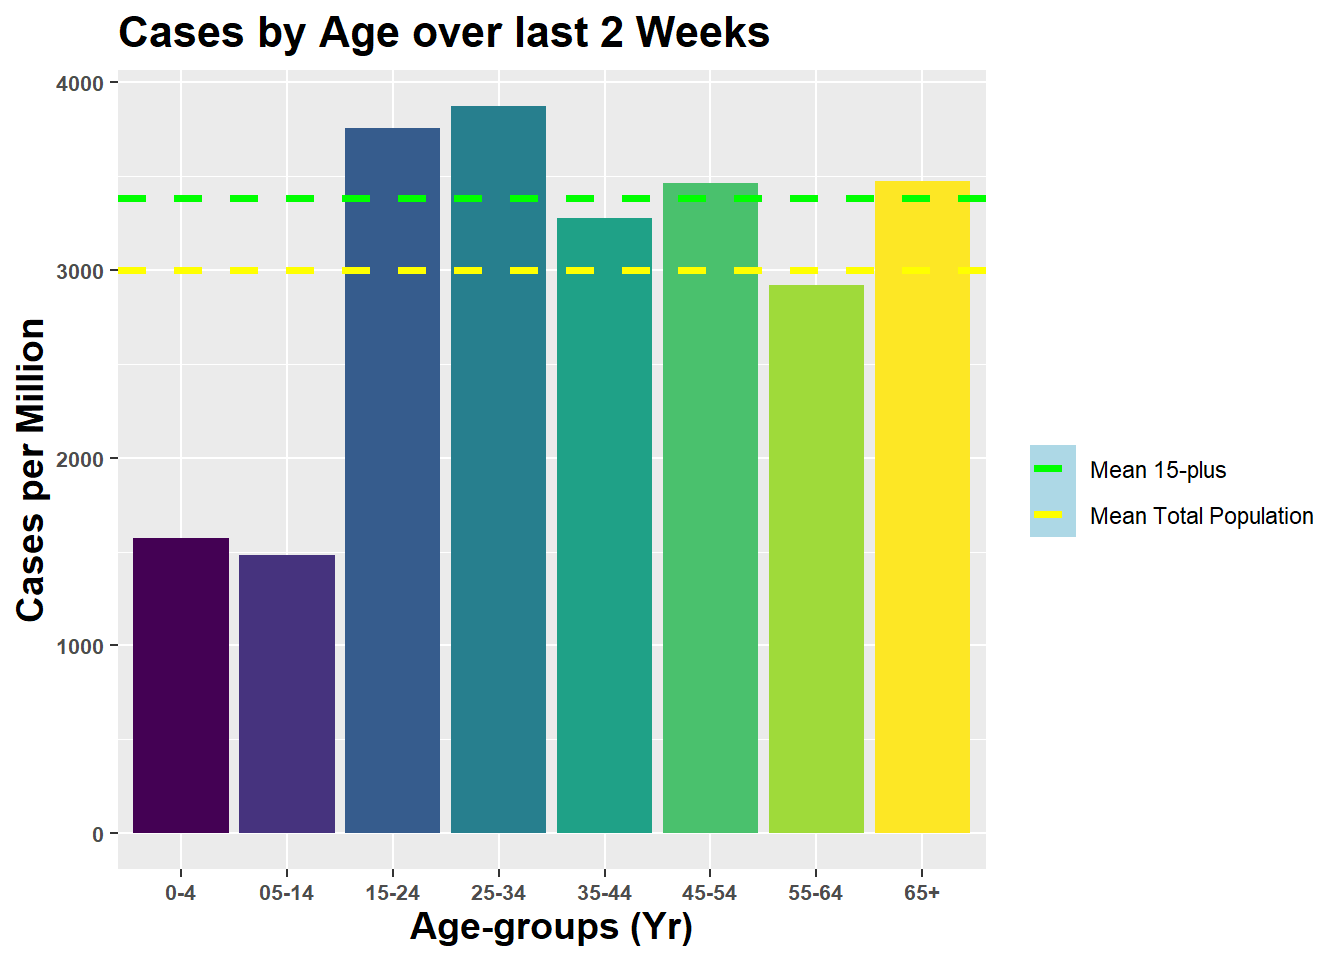 Cases by Age over last 2 Weeks
4000
3000
2000
1000
0
Cases per Million
0-4 05-14 15-24 25-34 35-44 45-54 55-64 65+
Age-groups (Yr)
Mean 15-plus
Mean Total Population